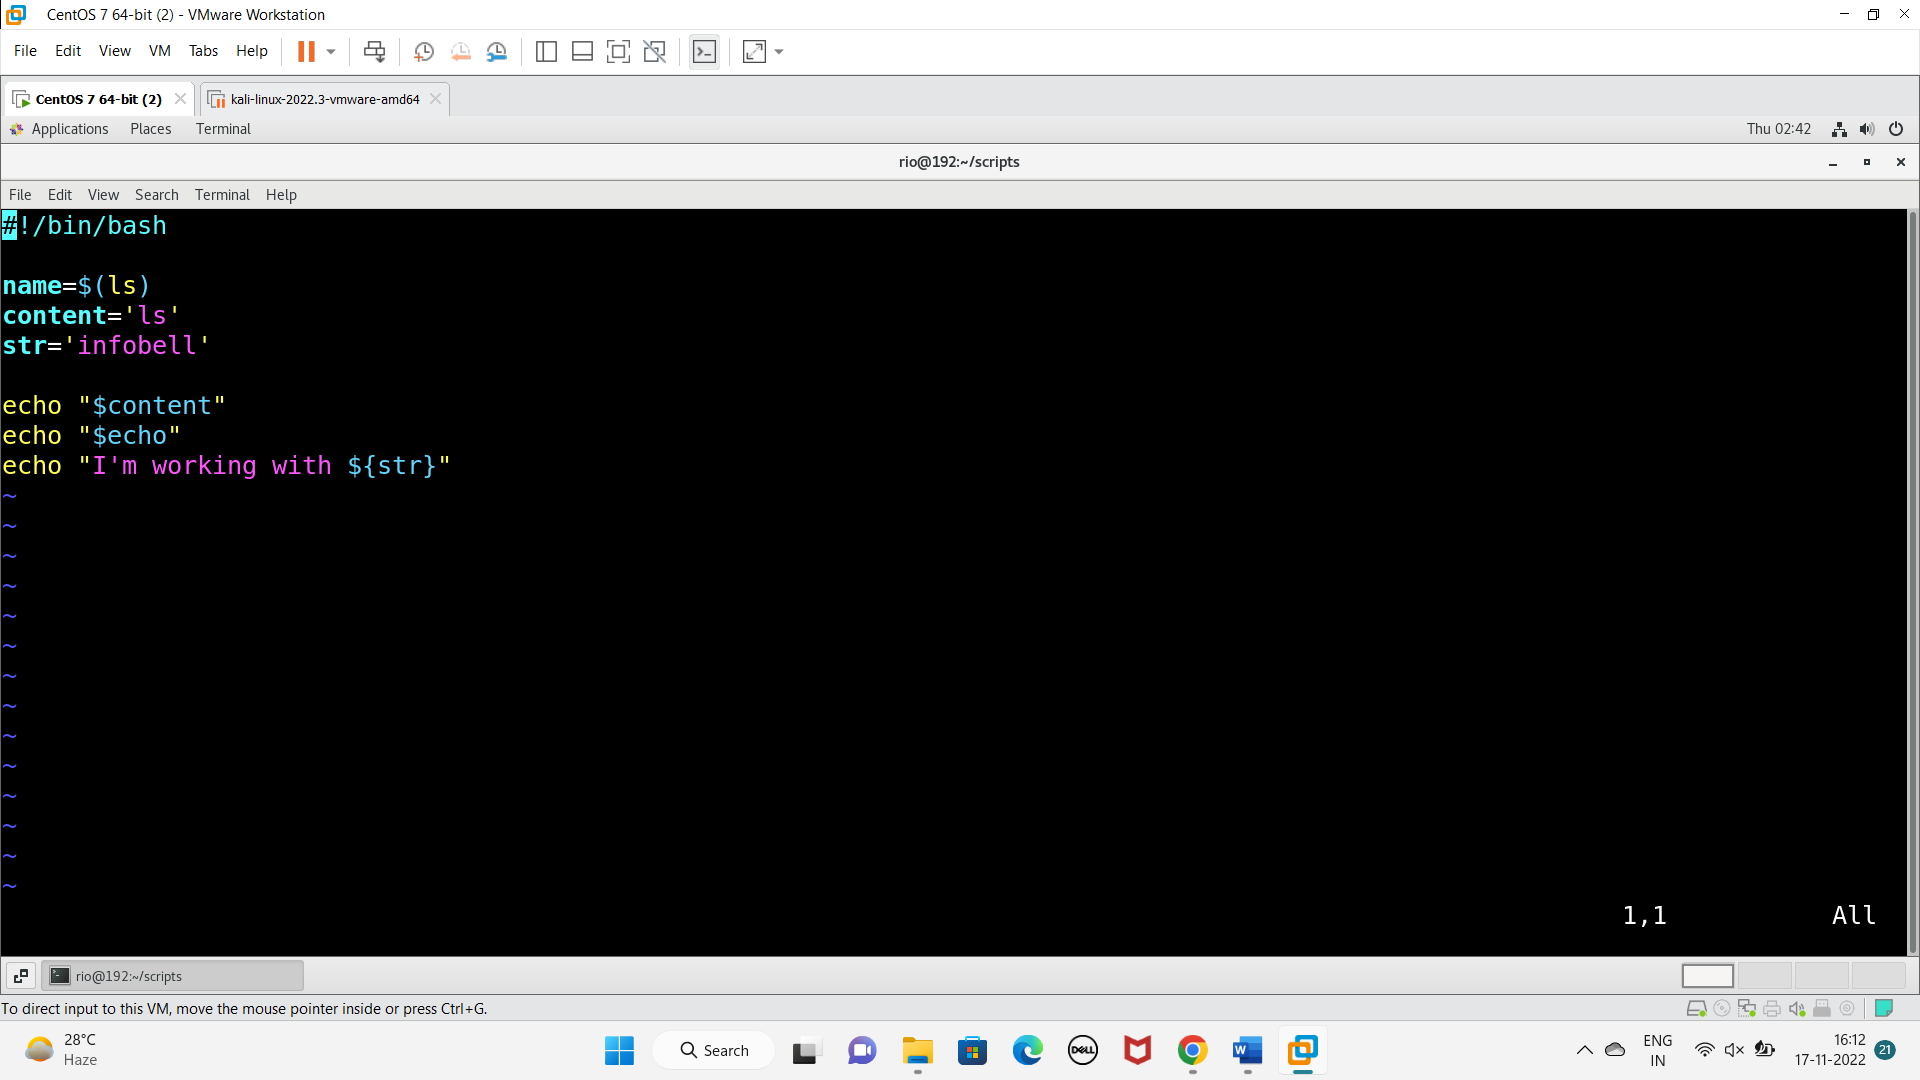 CentOS 7 64-bit (2) - VMware Workstation
File Edit View VM Tabs Help
CentOS 7 64-bit (2) kali-linux-2022.3-vmware-amd64
Applications Places Terminal Thu 02:42
rio@192:~/scripts
File Edit View Search Terminal Help
#!/bin/bash
name=$(ls)
content='ls'
str='infobell'
echo "$content"
echo "$echo"
echo "I'm working with ${str}"
~
~
~
~
~
~
~
~
~
~
~
~
~
~
1,1 All
rio@192:~/scripts
To direct input to this VM, move the mouse pointer inside or press Ctrl+G.
28°C
Haze
Search
DELL
ENG
IN
16:12
17-11-2022
21